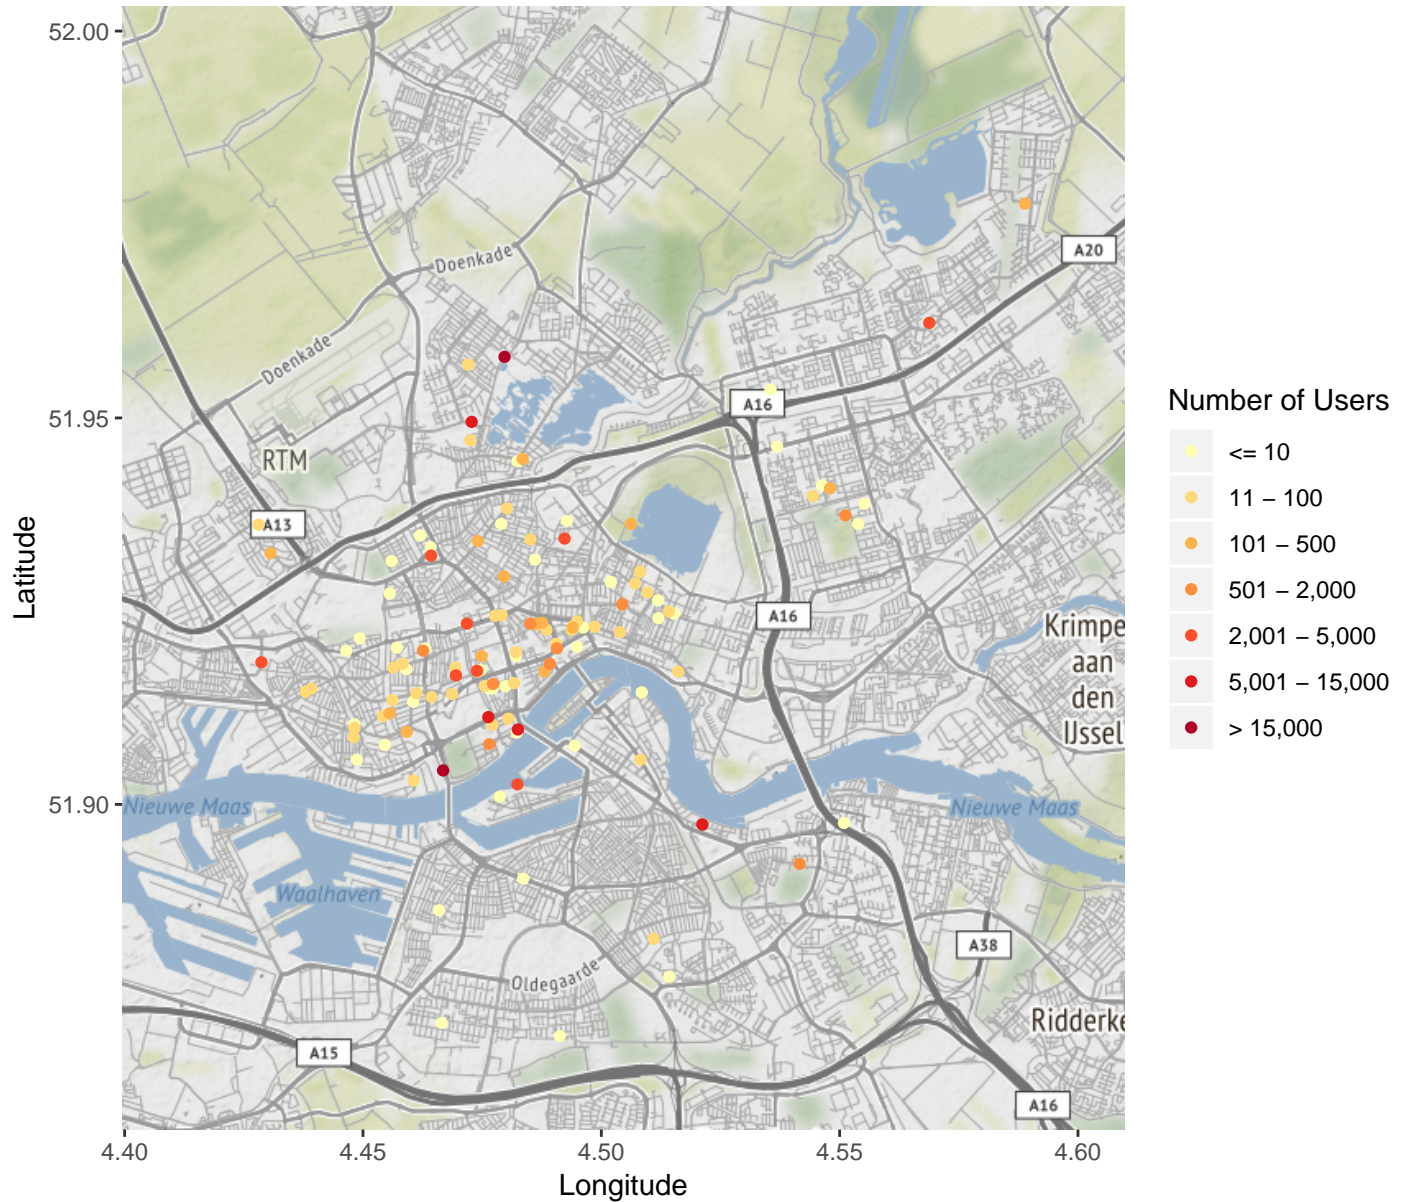 52.00
51.95
51.90
Latitude
4.40
4.45
4.50
4.55
4.60
Longitude
Doenkade
A20
Doenkade
A16
RTM
A13
A16
Krimpe
aan
den
IJssel
Nieuwe Maas
Nieuwe Maas
Waalhaven
A38
Oldegaarde
Ridderke
A15
A16
Number of Users
<= 10
11 – 100
101 – 500
501 – 2,000
2,001 – 5,000
5,001 – 15,000
> 15,000